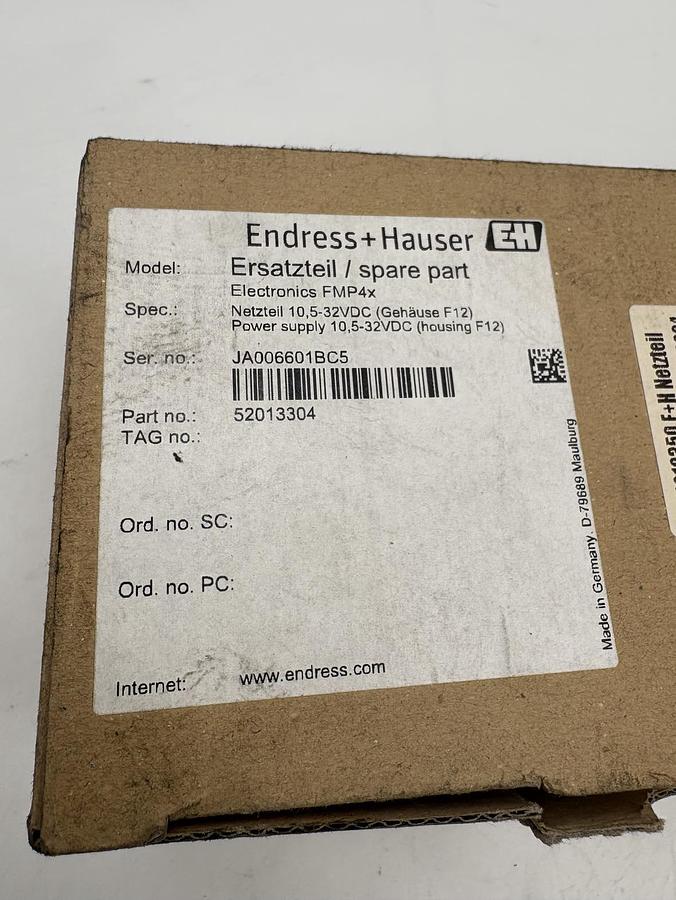 Endress+Hauser EH
Model: Ersatzteil / spare part
Electronics FMP4x
Spec.: Netzteil 10,5-32VDC (Gehäuse F12)
Power supply 10,5-32VDC (housing F12)
Ser. no.: JA006601BC5
Part no.: 52013304
TAG no.:
Ord. no. SC:
Ord. no. PC:
Internet: www.endress.com
Made in Germany. D-79689 Maulburg
E+H Netzteil